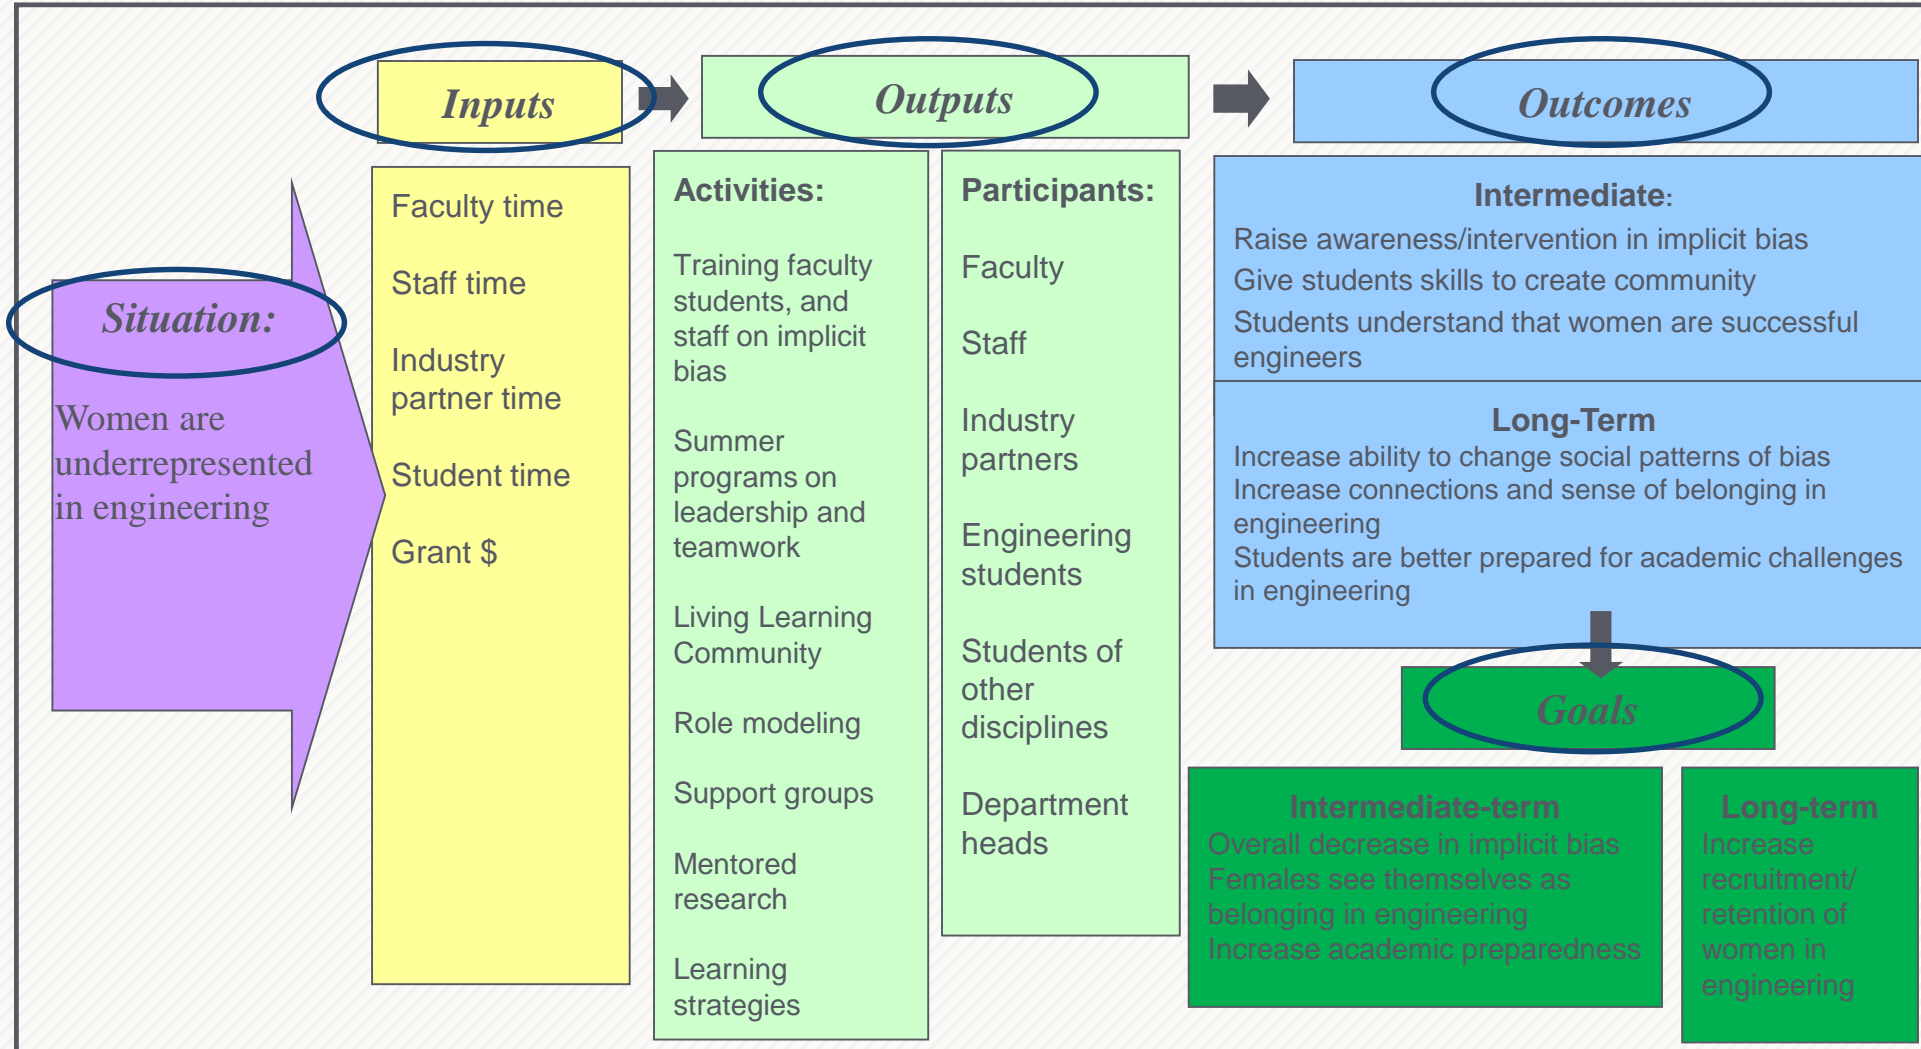 Situation:
Women are
underrepresented
in engineering
Inputs
Faculty time
Staff time
Industry
partner time
Student time
Grant $
Outputs
Activities:
Training faculty
students, and
staff on implicit
bias
Summer
programs on
leadership and
teamwork
Living Learning
Community
Role modeling
Support groups
Mentored
research
Learning
strategies
Participants:
Faculty
Staff
Industry
partners
Engineering
students
Students of
other
disciplines
Department
heads
Outcomes
Intermediate:
Raise awareness/intervention in implicit bias
Give students skills to create community
Students understand that women are successful
engineers
Long-Term
Increase ability to change social patterns of bias
Increase connections and sense of belonging in
engineering
Students are better prepared for academic challenges
in engineering
Goals
Intermediate-term
Overall decrease in implicit bias
Females see themselves as
belonging in engineering
Increase academic preparedness
Long-term
Increase
recruitment/
retention of
women in
engineering